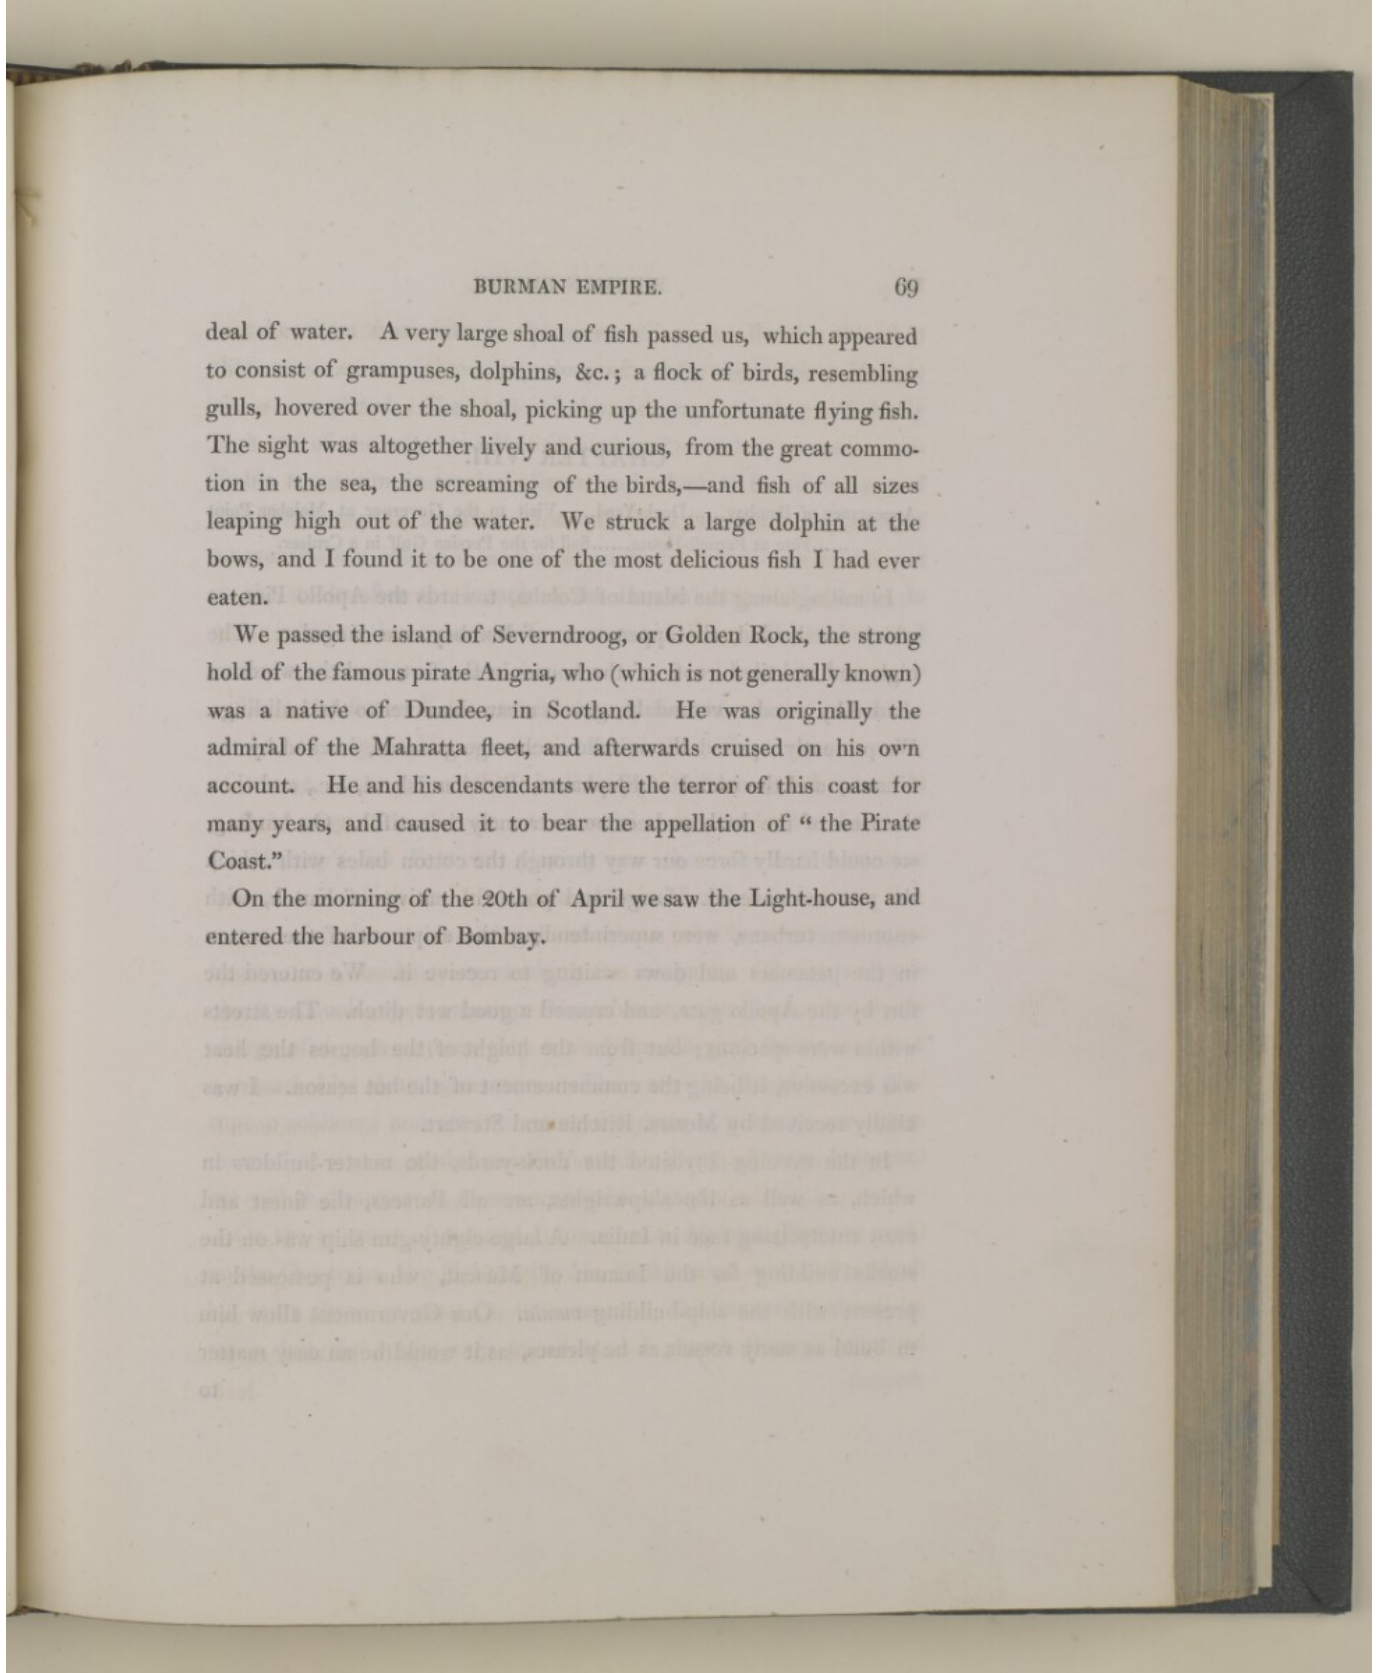 BURMAN EMPIRE. 69
deal of water. A very large shoal of fish passed us, which appeared
to consist of grampuses, dolphins, &c.; a flock of birds, resembling
gulls, hovered over the shoal, picking up the unfortunate flying fish.
The sight was altogether lively and curious, from the great commo-
tion in the sea, the screaming of the birds,—and fish of all sizes
leaping high out of the water. We struck a large dolphin at the
bows, and I found it to be one of the most delicious fish I had ever
eaten.
We passed the island of Severndroog, or Golden Rock, the strong
hold of the famous pirate Angria, who (which is not generally known)
was a native of Dundee, in Scotland. He was originally the
admiral of the Mahratta fleet, and afterwards cruised on his own
account. He and his descendants were the terror of this coast for
many years, and caused it to bear the appellation of “ the Pirate
Coast.”
On the morning of the 20th of April we saw the Light-house, and
entered the harbour of Bombay.